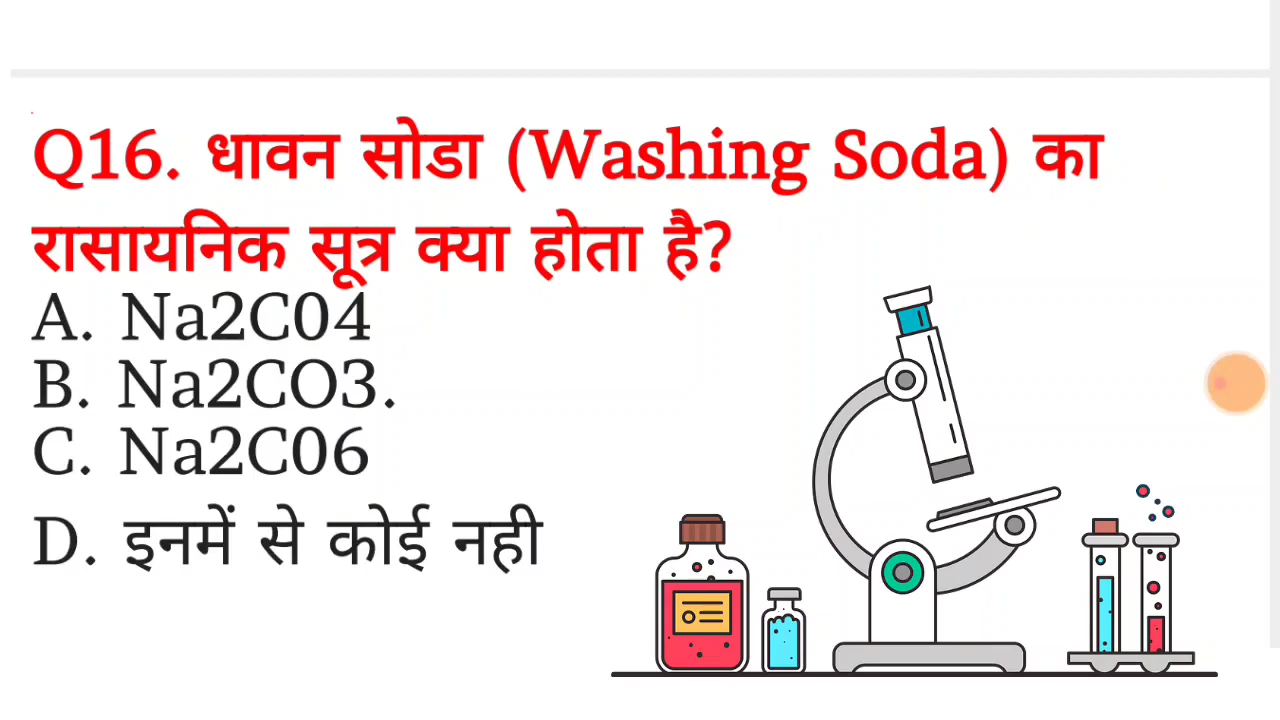 Q16. धावन सोडा (Washing Soda) का
रासायनिक सूत्र क्या होता है?
A. Na2C04
B. Na2CO3.
C. Na2C06
D. इनमें से कोई नही